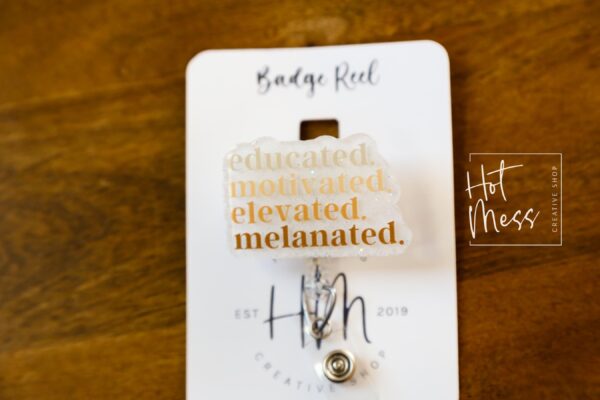 Badge Reel
educated.
motivated.
elevated.
melanated.
EST HM 2019
CREATIVE SHOP
Hot
Mess
CREATIVE SHOP